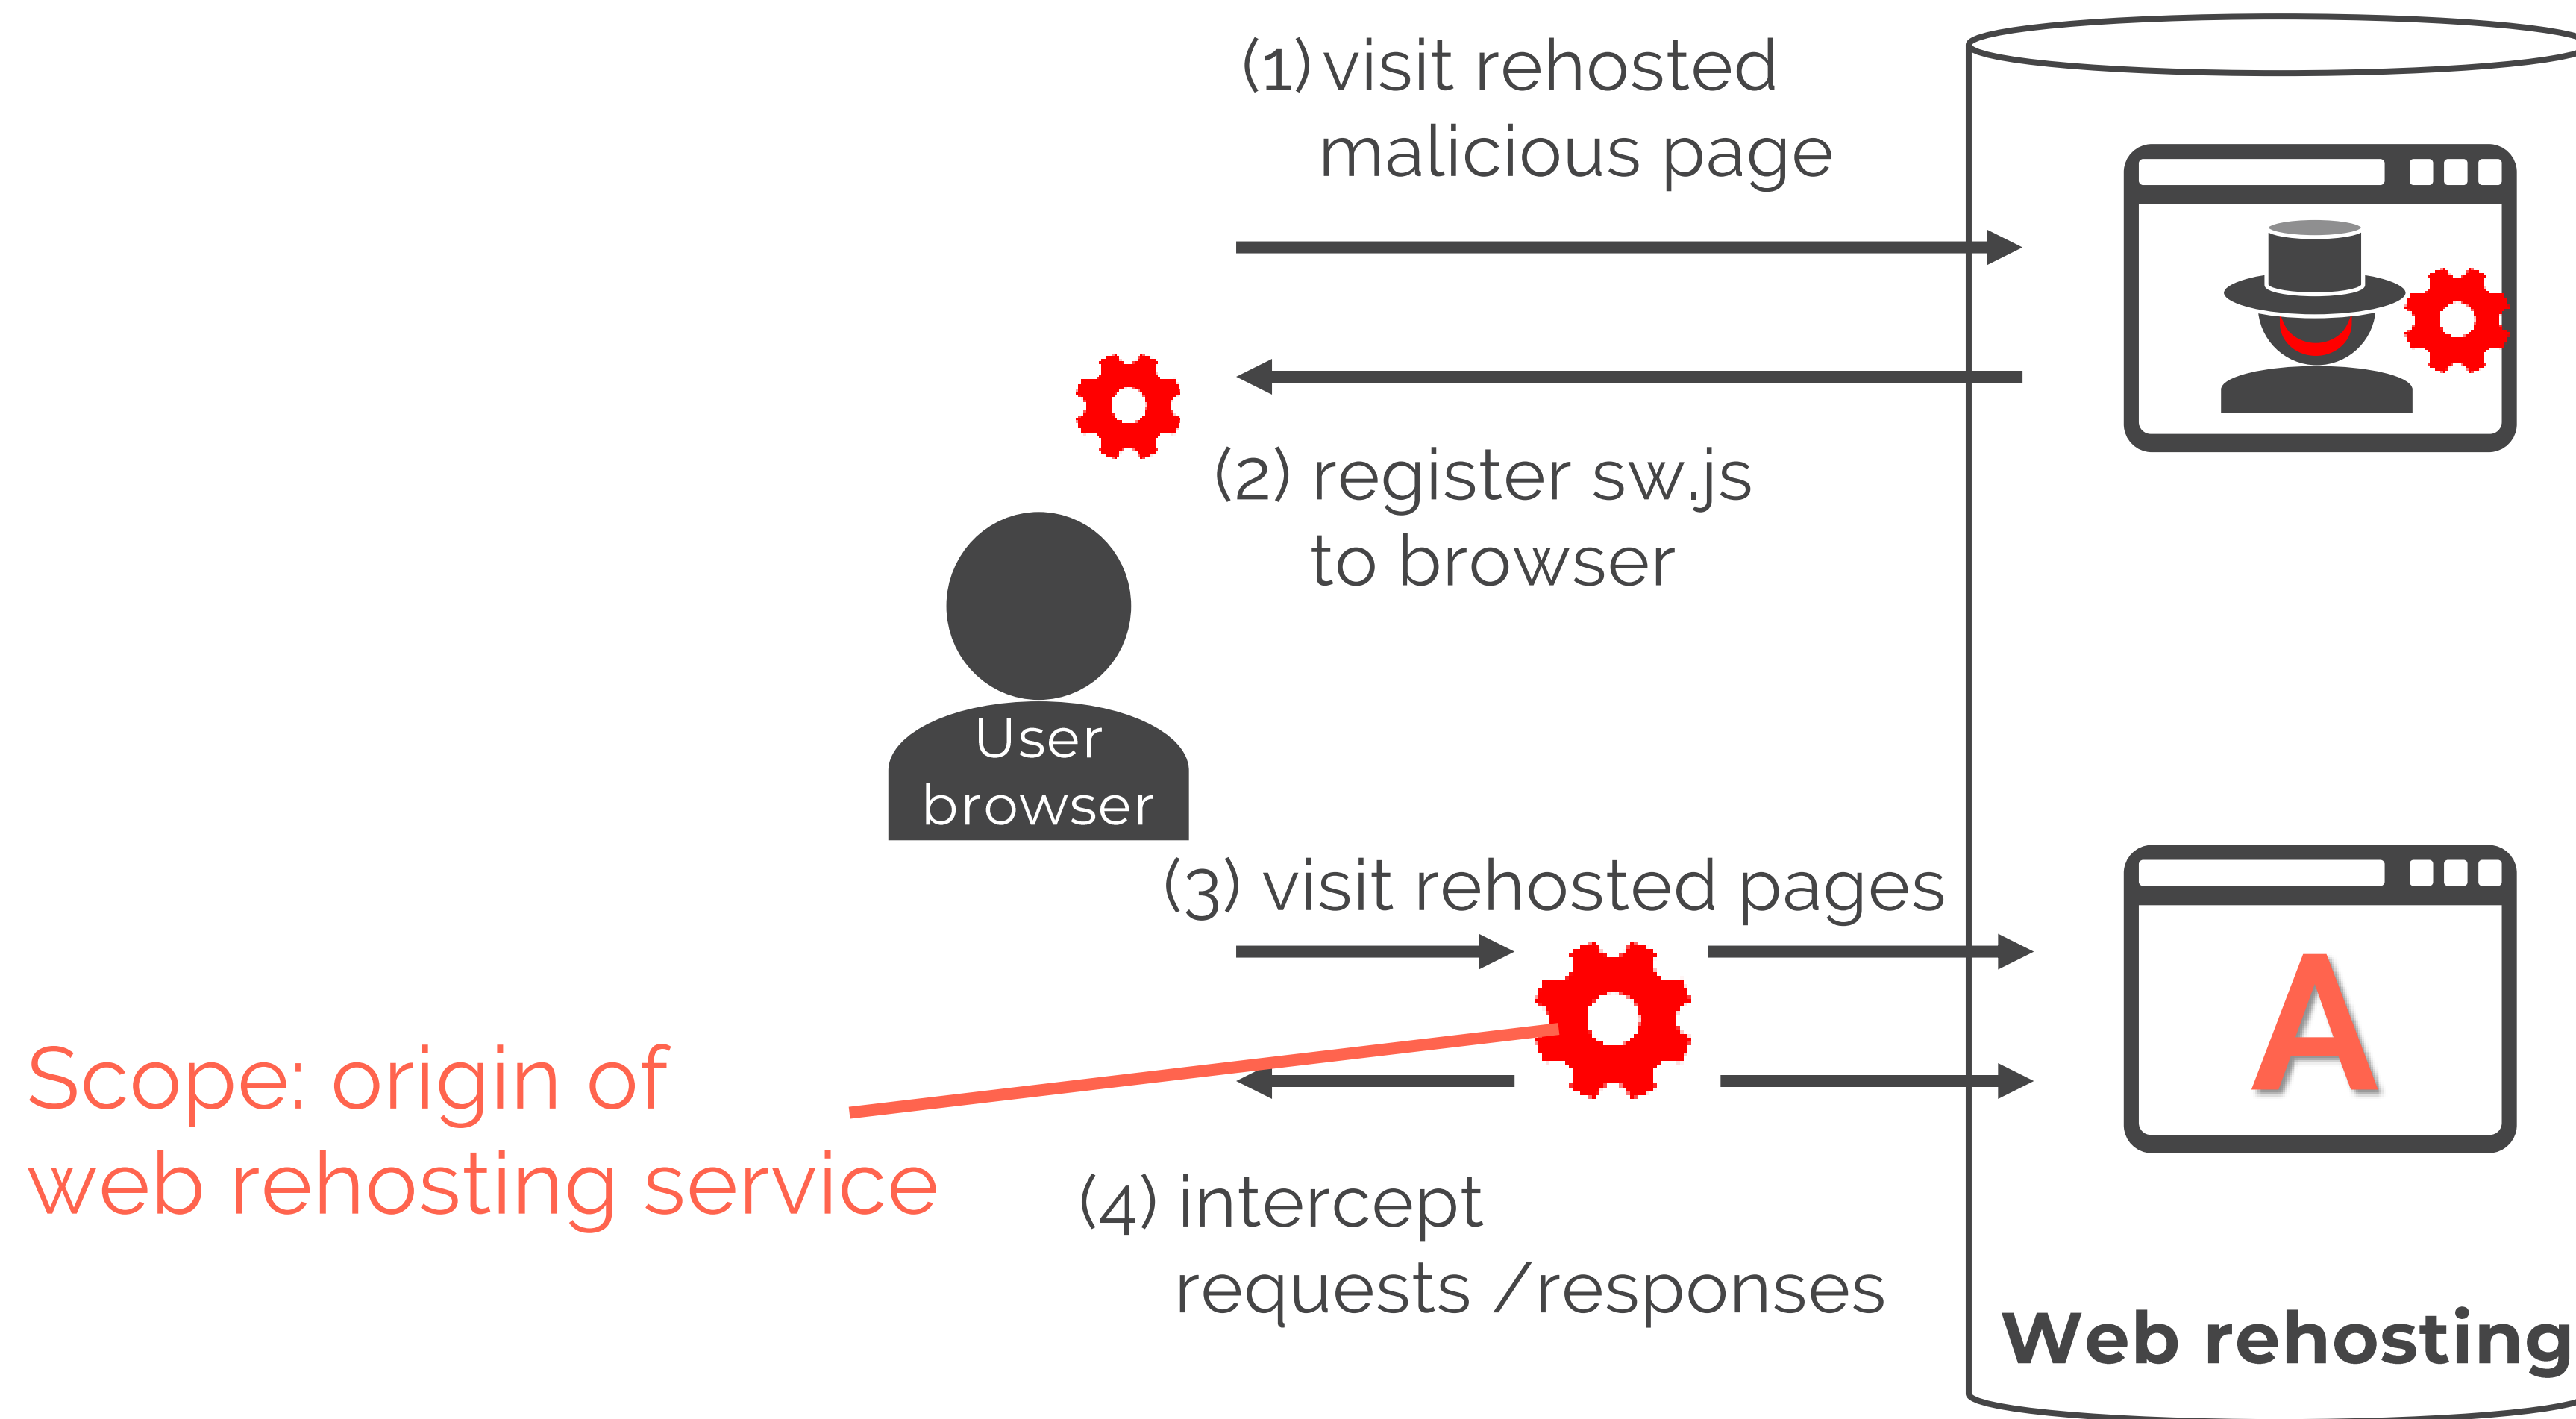 (1) visit rehosted
malicious page
(2) register sw.js
to browser
User
browser
(3) visit rehosted pages
A
Scope: origin of
web rehosting service
(4) intercept
requests /responses
Web rehosting